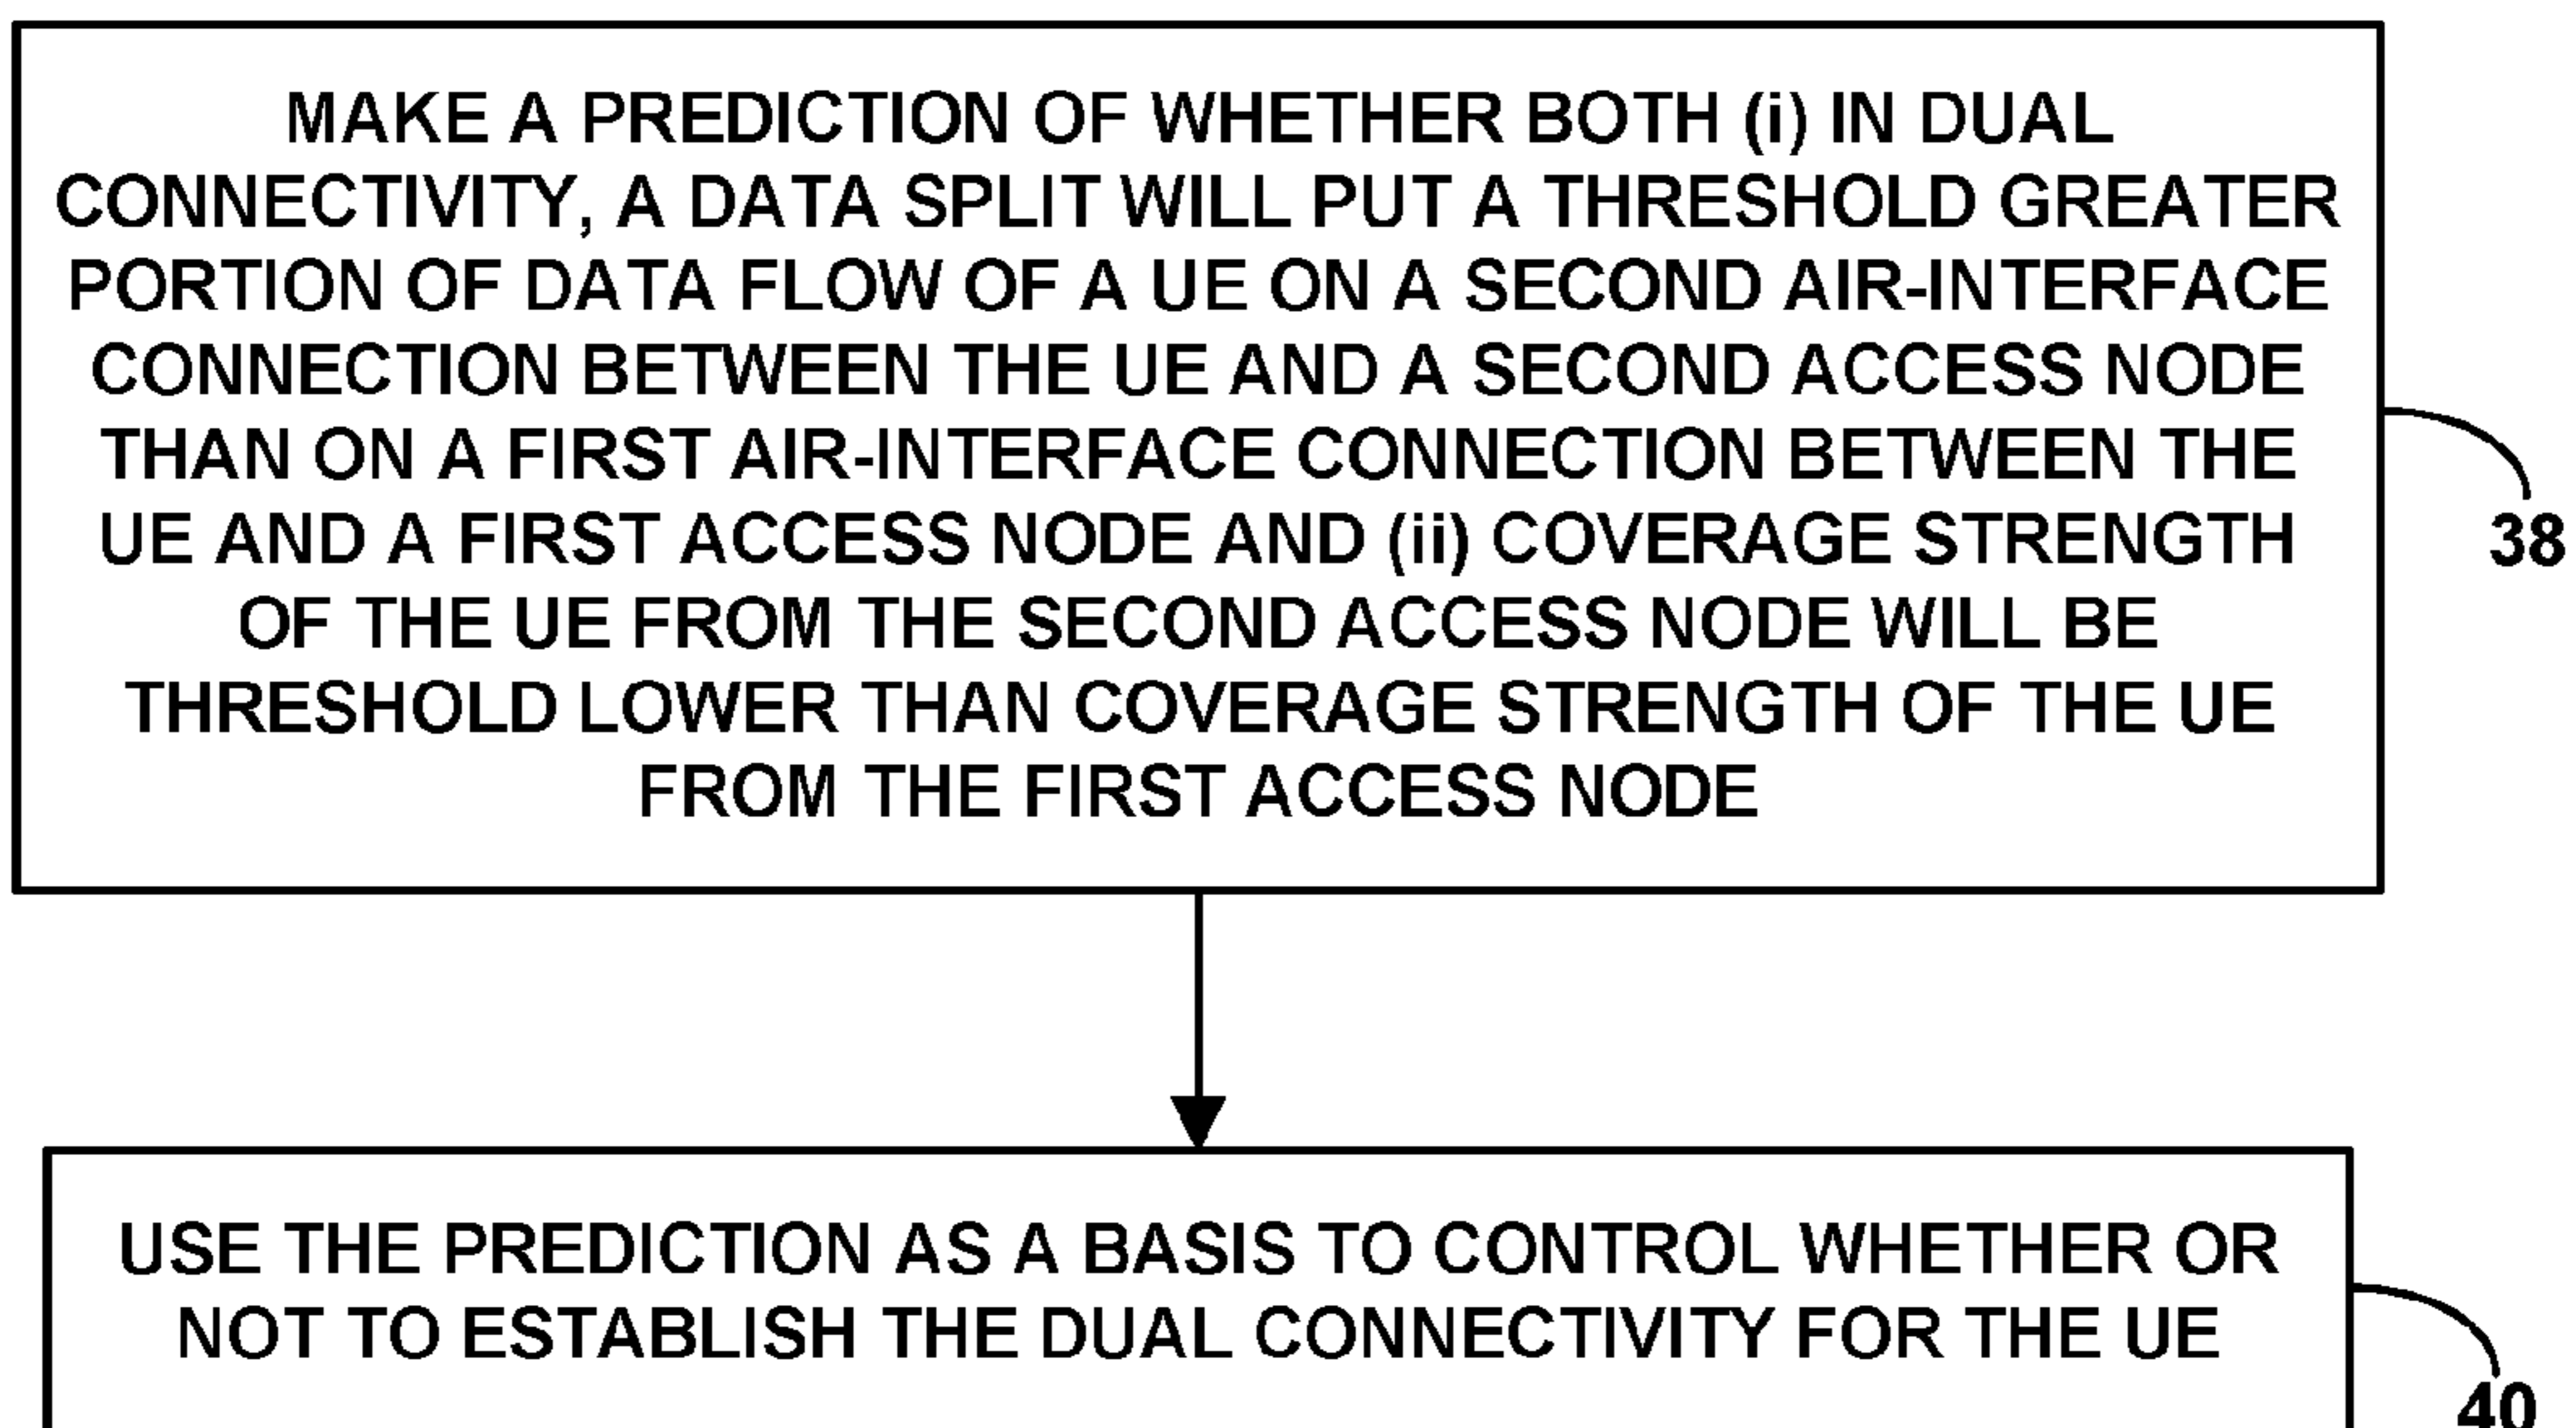 MAKE A PREDICTION OF WHETHER BOTH (i) IN DUAL
CONNECTIVITY, A DATA SPLIT WILL PUT A THRESHOLD GREATER
PORTION OF DATA FLOW OF A UE ON A SECOND AIR-INTERFACE
CONNECTION BETWEEN THE UE AND A SECOND ACCESS NODE
THAN ON A FIRST AIR-INTERFACE CONNECTION BETWEEN THE
UE AND A FIRST ACCESS NODE AND (ii) COVERAGE STRENGTH
OF THE UE FROM THE SECOND ACCESS NODE WILL BE
THRESHOLD LOWER THAN COVERAGE STRENGTH OF THE UE
FROM THE FIRST ACCESS NODE
38
USE THE PREDICTION AS A BASIS TO CONTROL WHETHER OR
NOT TO ESTABLISH THE DUAL CONNECTIVITY FOR THE UE
40